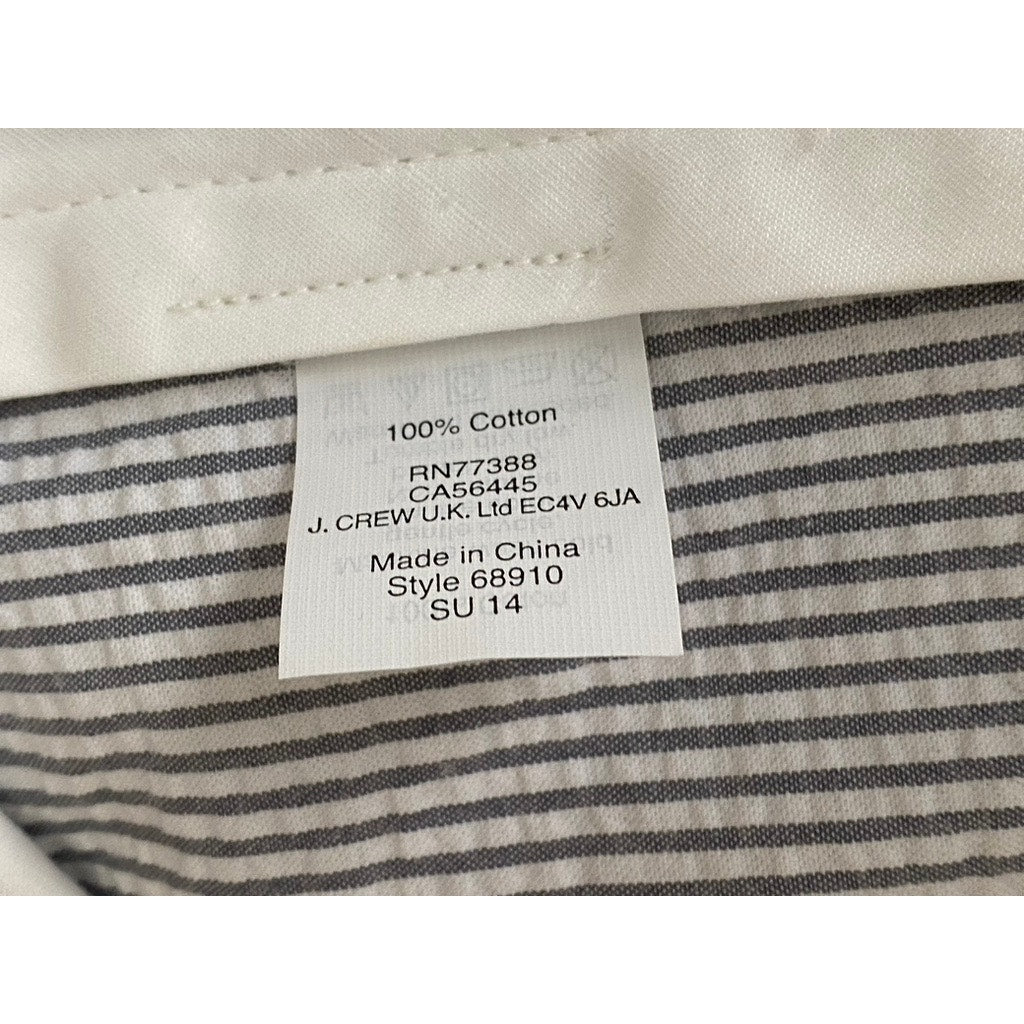 100% Cotton
RN77388
CA56445
J. CREW U.K. Ltd EC4V 6JA
Made in China
Style 68910
SU 14